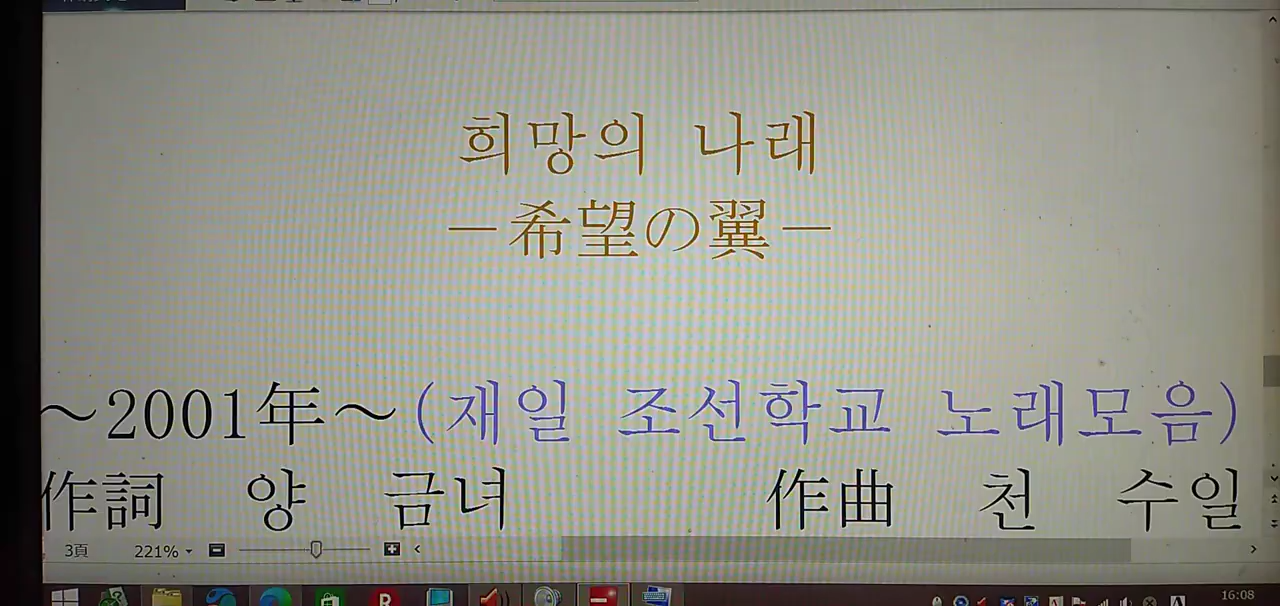 희망의 나래
－希望の翼－
～2001年～(재일 조선학교 노래모음)
作詞 양 금녀 作曲 천 수일
3頁 221%
16:08